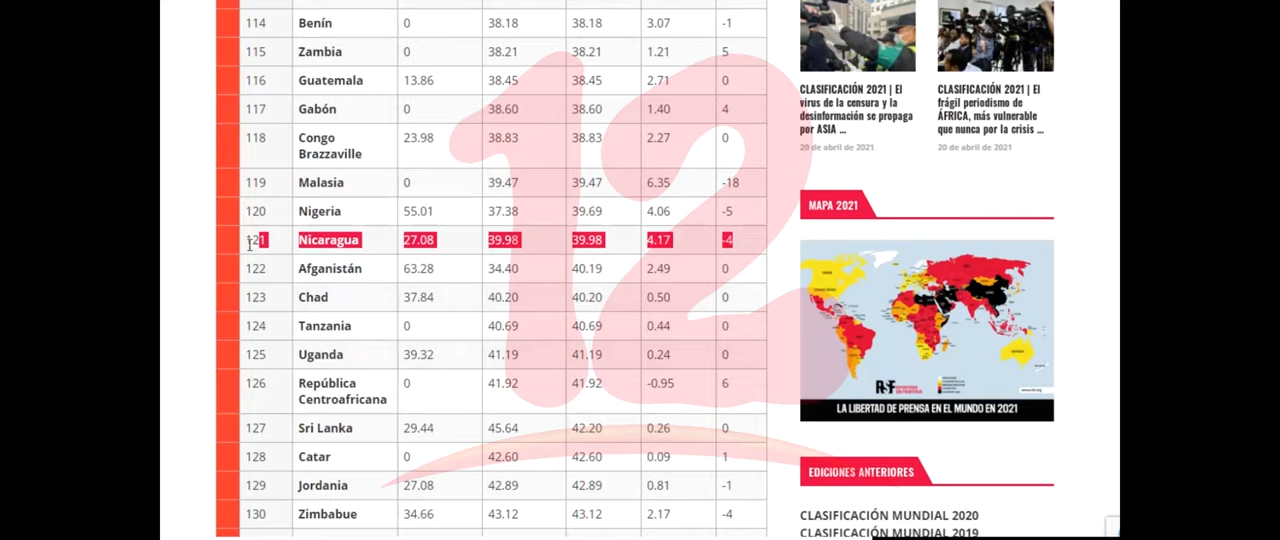 114 Benín 0 38.18 38.18 3.07 -1
115 Zambia 0 38.21 38.21 1.21 5
116 Guatemala 13.86 38.45 38.45 2.71 0
117 Gabón 0 38.60 38.60 1.40 4
118 Congo 23.98 38.83 38.83 2.27 0
Brazzaville
119 Malasia 0 39.47 39.47 6.35 -18
120 Nigeria 55.01 37.38 39.69 4.06 -5
121 Nicaragua 27.08 39.98 39.98 4.17 -4
122 Afganistán 63.28 34.40 40.19 2.49 0
123 Chad 37.84 40.20 40.20 0.50 0
124 Tanzania 0 40.69 40.69 0.44 0
125 Uganda 39.32 41.19 41.19 0.24 0
126 República 0 41.92 41.92 -0.95 6
Centroafricana
127 Sri Lanka 29.44 45.64 42.20 0.26 0
128 Catar 0 42.60 42.60 0.09 1
129 Jordania 27.08 42.89 42.89 0.81 -1
130 Zimbabue 34.66 43.12 43.12 2.17 -4
12
CLASIFICACIÓN 2021 | El
virus de la censura y la
desinformación se propaga
por ASIA ...
20 de abril de 2021
CLASIFICACIÓN 2021 | El
frágil periodismo de
ÁFRICA, más vulnerable
que nunca por la crisis ...
20 de abril de 2021
MAPA 2021
RSF
LA LIBERTAD DE PRENSA EN EL MUNDO EN 2021
EDICIONES ANTERIORES
CLASIFICACIÓN MUNDIAL 2020
CLASIFICACIÓN MUNDIAL 2019